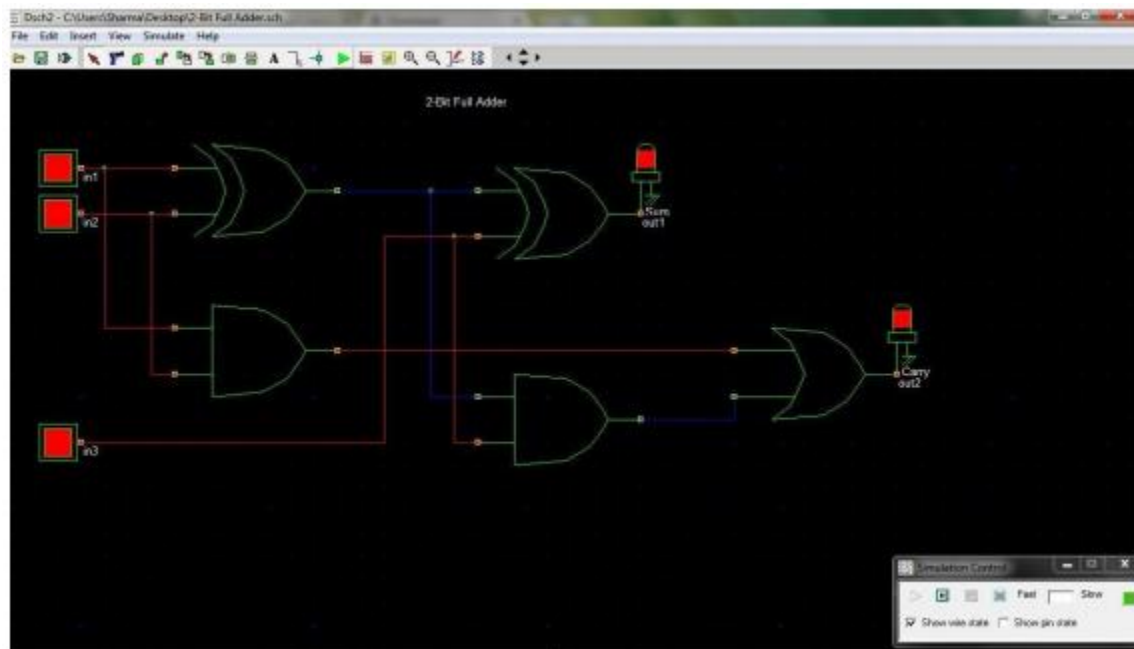 Dsch2 - C:\Users\Sharma\Desktop\2-Bit Full Adder.sch
File Edit Insert View Simulate Help
A
2-Bit Full Adder
in1
in2
Sum
out1
Carry
out2
in3
Simulation Control
Fast Slow
Show wire state Show pin state